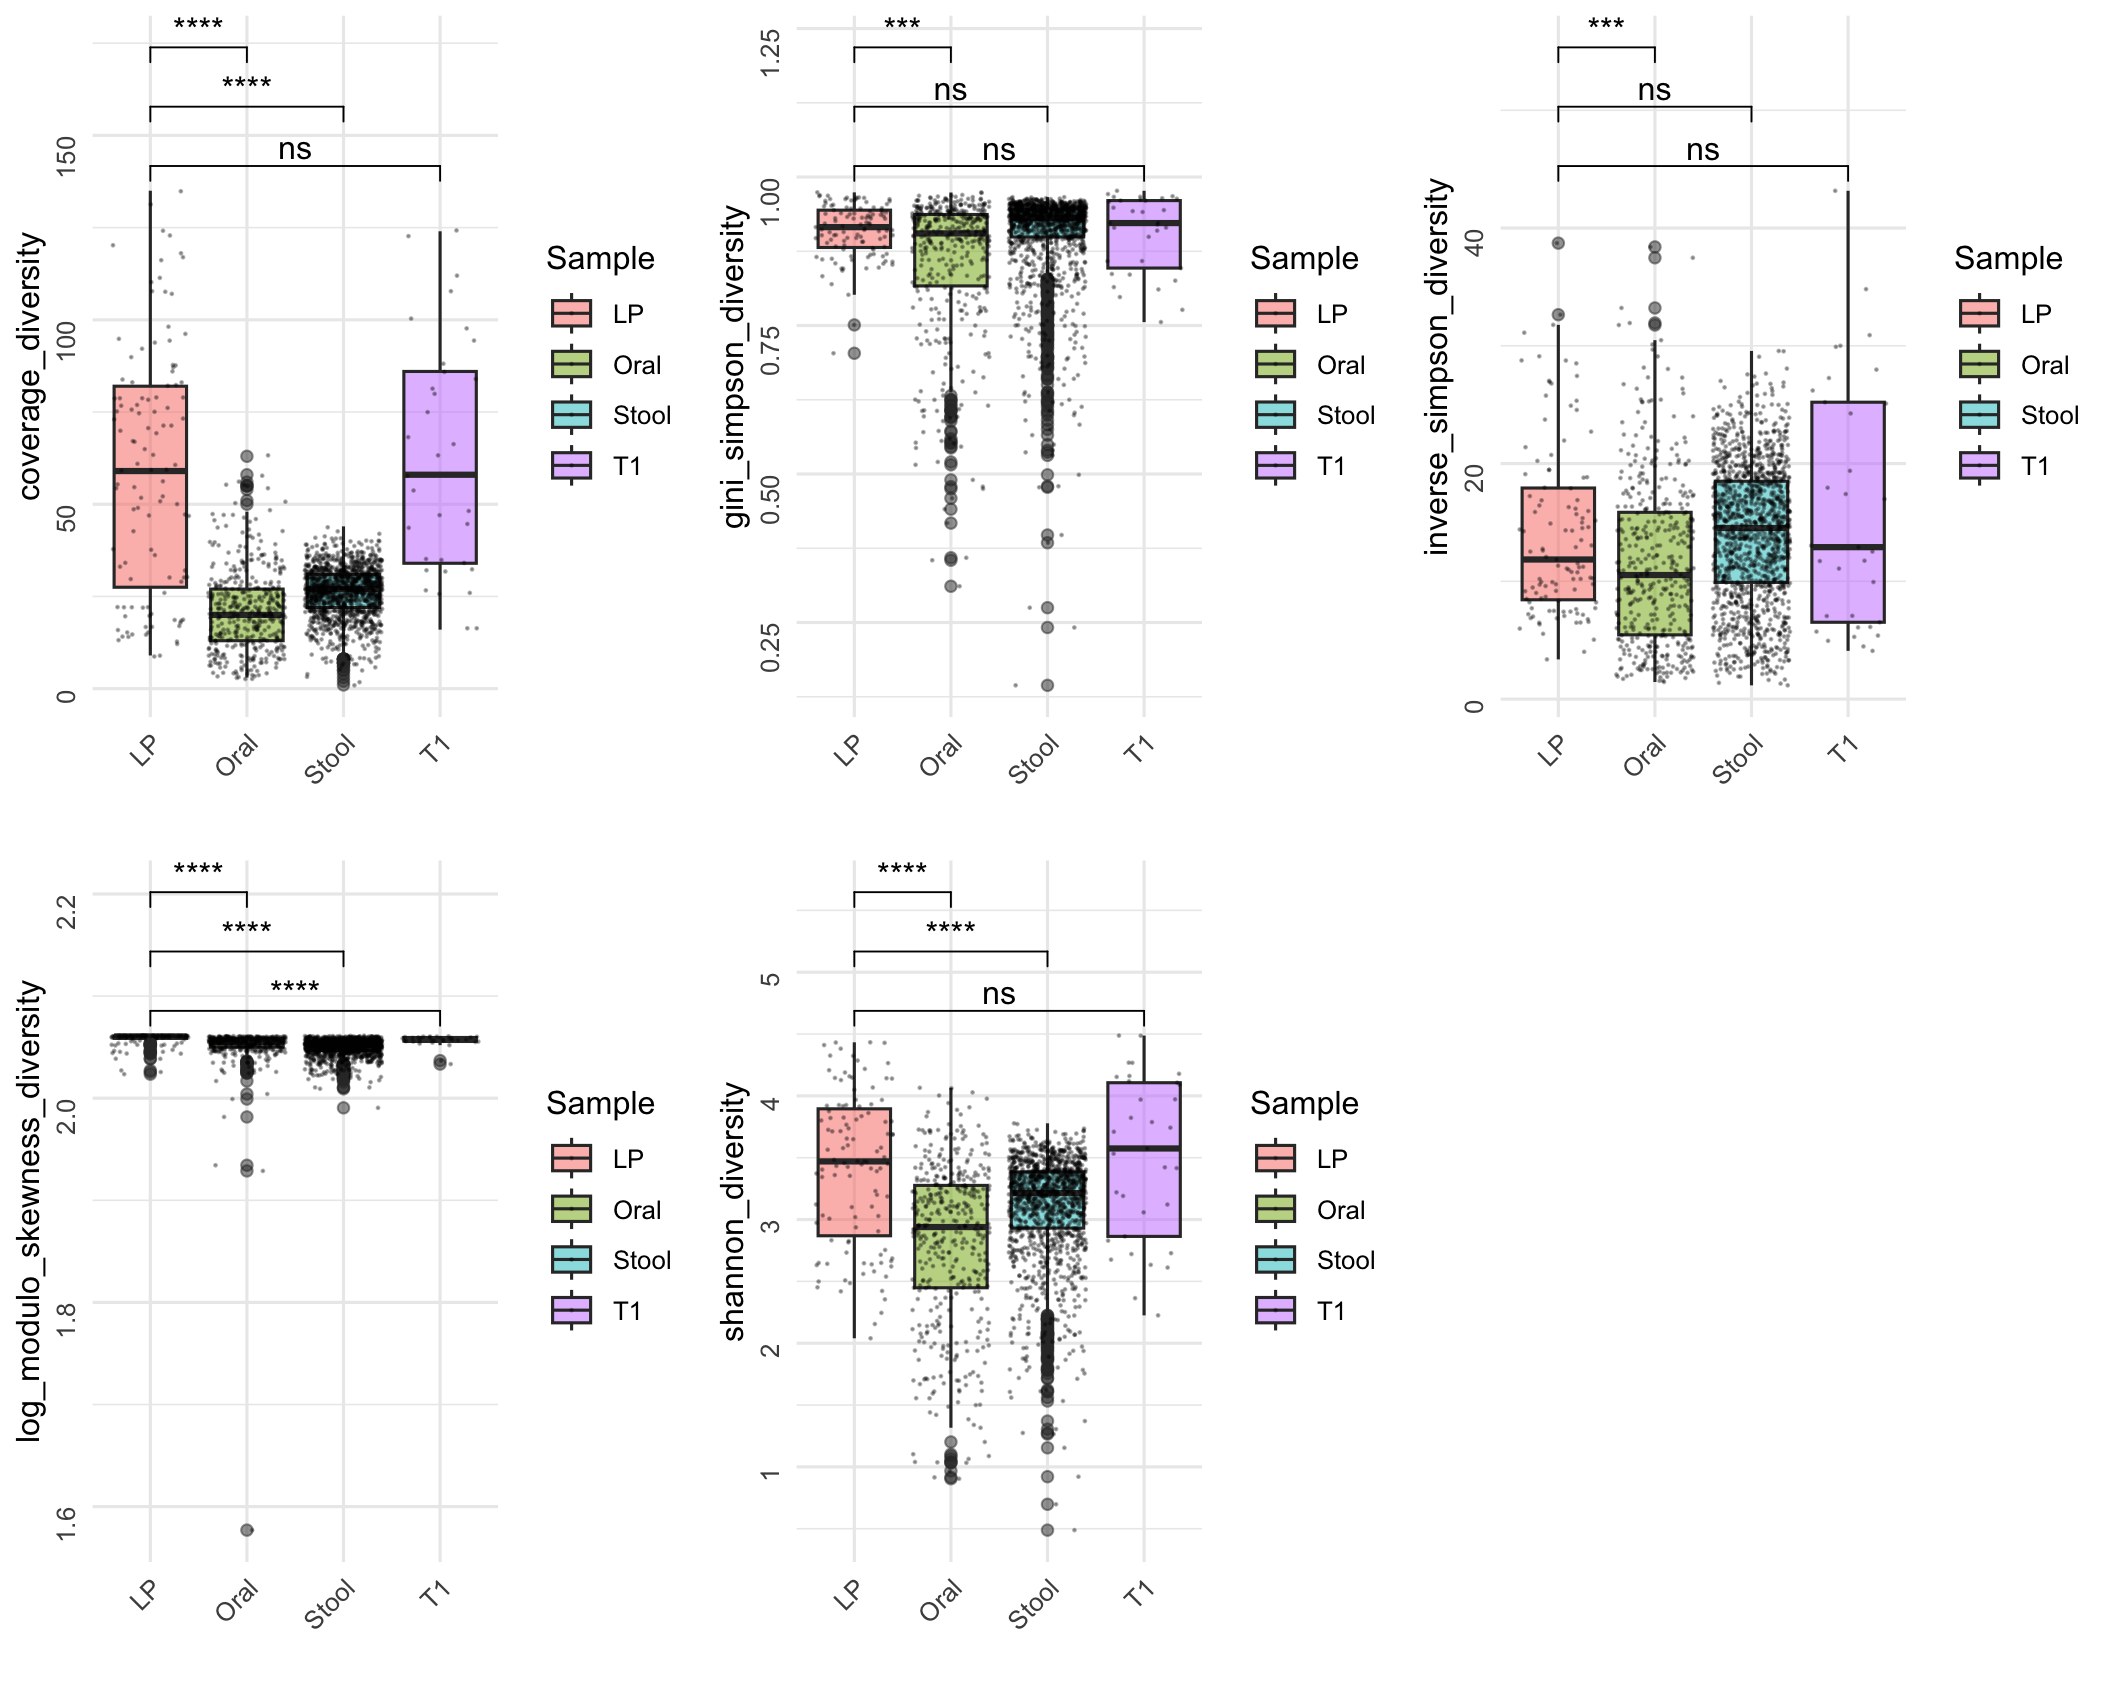 ****
****
ns
coverage_diversity
150
100
50
0
LP
Oral
Stool
T1
Sample
LP
Oral
Stool
T1
***
ns
ns
gini_simpson_diversity
1.25
1.00
0.75
0.50
0.25
LP
Oral
Stool
T1
Sample
LP
Oral
Stool
T1
***
ns
ns
inverse_simpson_diversity
40
20
0
LP
Oral
Stool
T1
Sample
LP
Oral
Stool
T1
****
****
****
log_modulo_skewness_diversity
2.2
2.0
1.8
1.6
LP
Oral
Stool
T1
Sample
LP
Oral
Stool
T1
****
****
ns
shannon_diversity
5
4
3
2
1
LP
Oral
Stool
T1
Sample
LP
Oral
Stool
T1